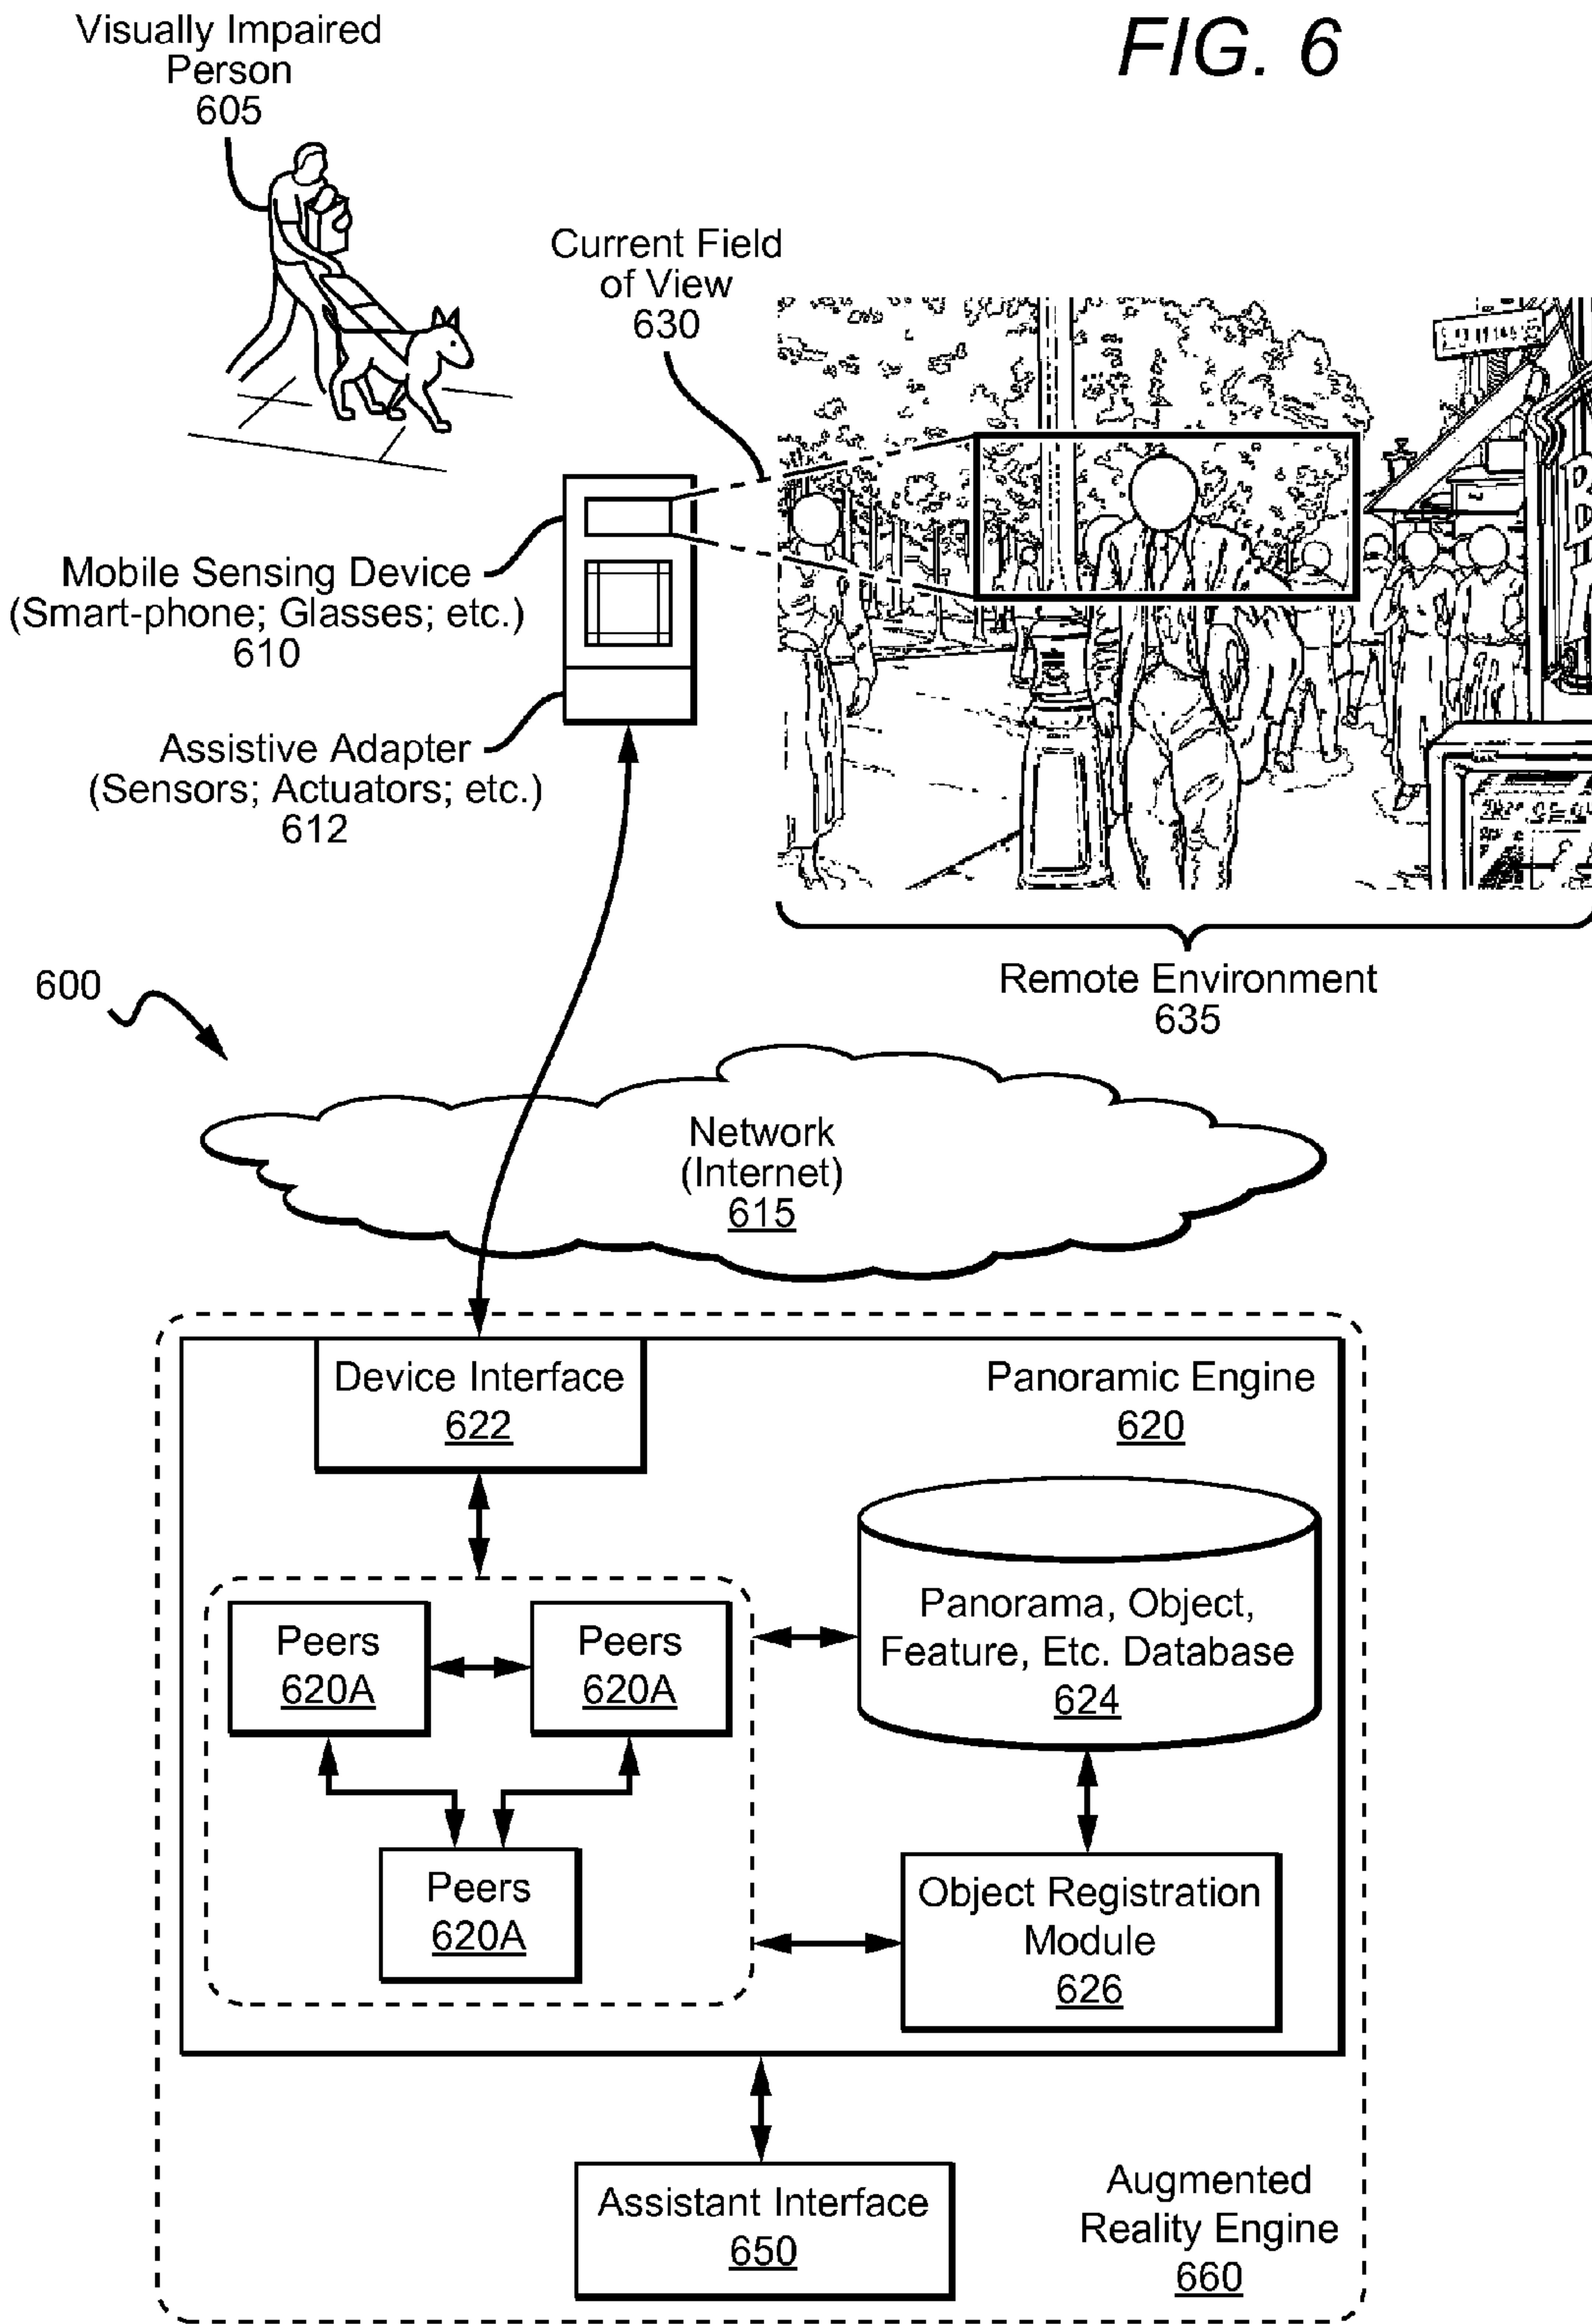 FIG. 6
Visually Impaired
Person
605
Current Field
of View
630
Mobile Sensing Device
(Smart-phone; Glasses; etc.)
610
Assistive Adapter
(Sensors; Actuators; etc.)
612
Remote Environment
635
600
Network
(Internet)
615
Device Interface
622
Panoramic Engine
620
Peers
620A
Peers
620A
Peers
620A
Panorama, Object,
Feature, Etc. Database
624
Object Registration
Module
626
Assistant Interface
650
Augmented
Reality Engine
660